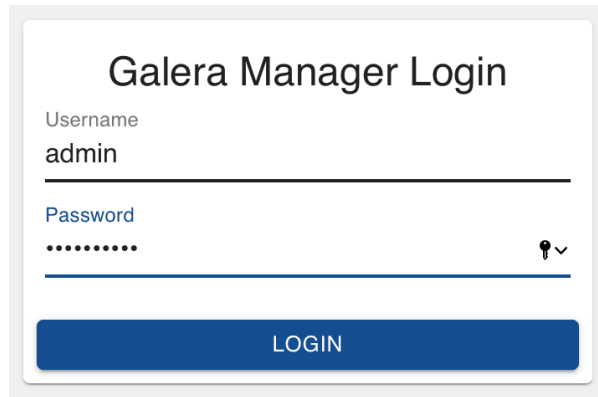 Galera Manager Login
Username
admin
Password
••••••••••
LOGIN